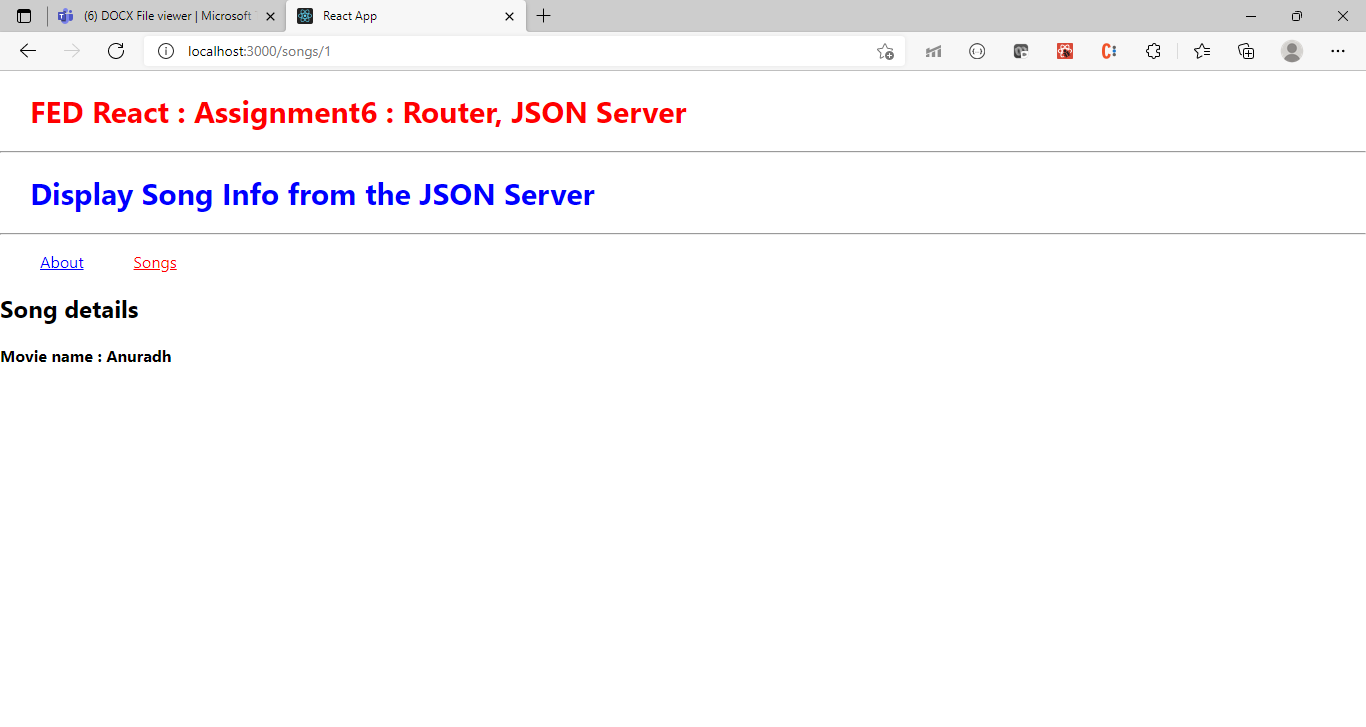 (6) DOCX File viewer | Microsoft
React App
localhost:3000/songs/1
FED React : Assignment6 : Router, JSON Server
Display Song Info from the JSON Server
About Songs
Song details
Movie name : Anuradh